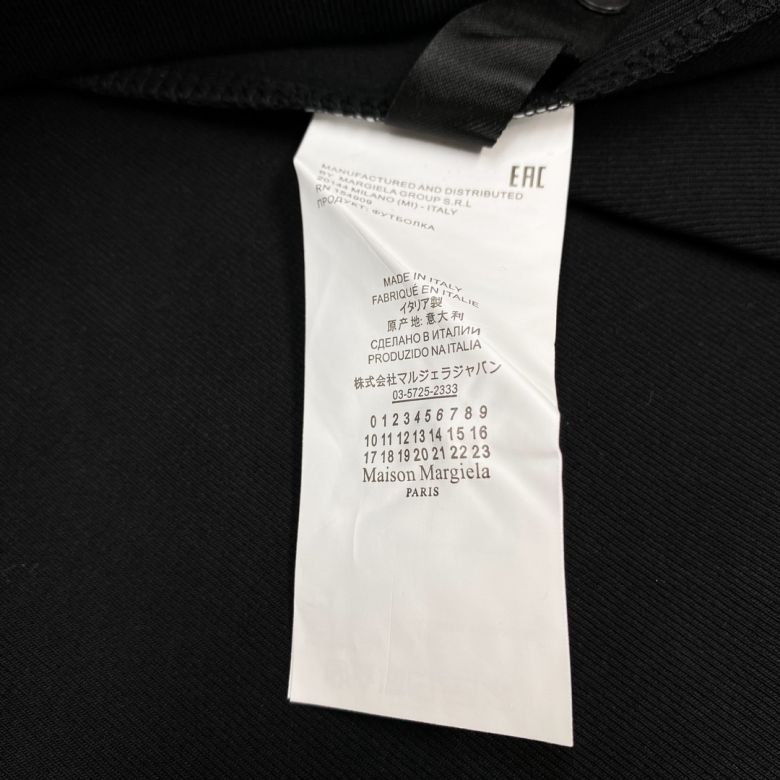 EAC
MANUFACTURED AND DISTRIBUTED
BY MARGIELA GROUP S.R.L
20144 MILANO (MI) - ITALY
RN 154909
ПРОДУКТ: ФУТБОЛКА
MADE IN ITALY
FABRIQUÉ EN ITALIE
イタリア製
原产地: 意大利
СДЕЛАНО В ИТАЛИИ
PRODUZIDO NA ITALIA
株式会社マルジェラジャパン
03-5725-2333
0 1 2 3 4 5 6 7 8 9
10 11 12 13 14 15 16
17 18 19 20 21 22 23
Maison Margiela
PARIS